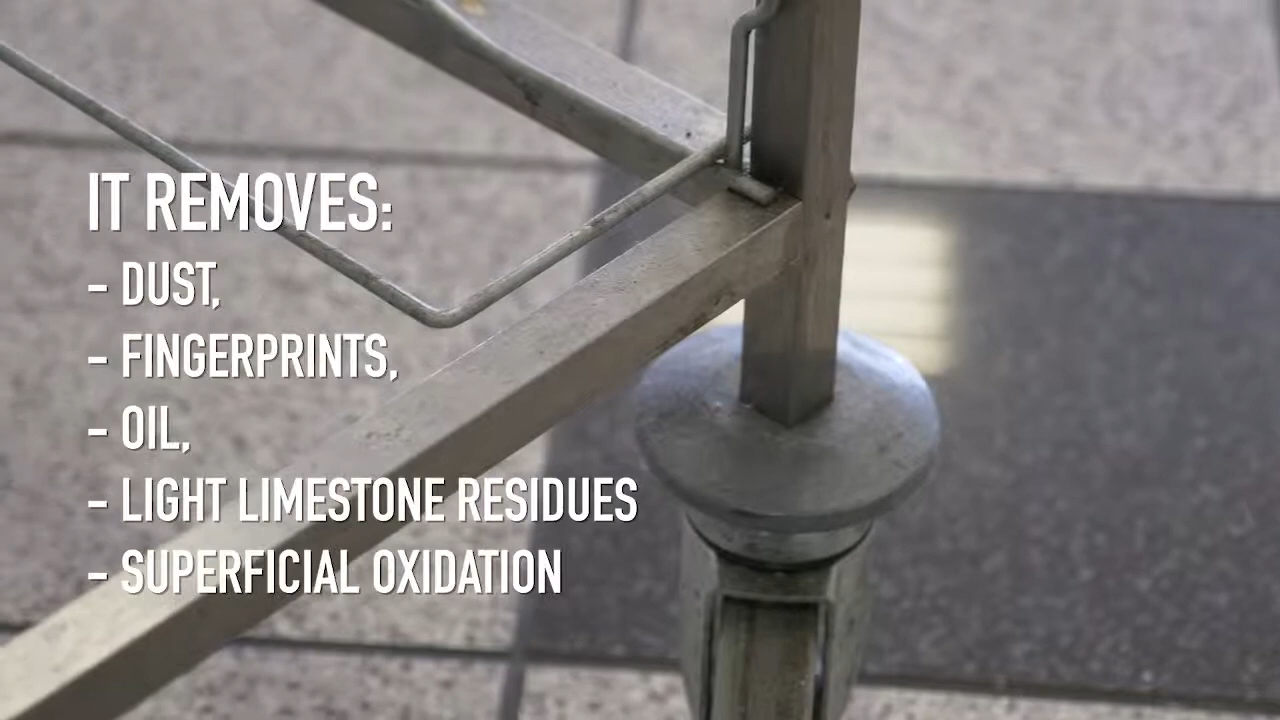 IT REMOVES:
- DUST,
- FINGERPRINTS,
- OIL,
- LIGHT LIMESTONE RESIDUES
- SUPERFICIAL OXIDATION